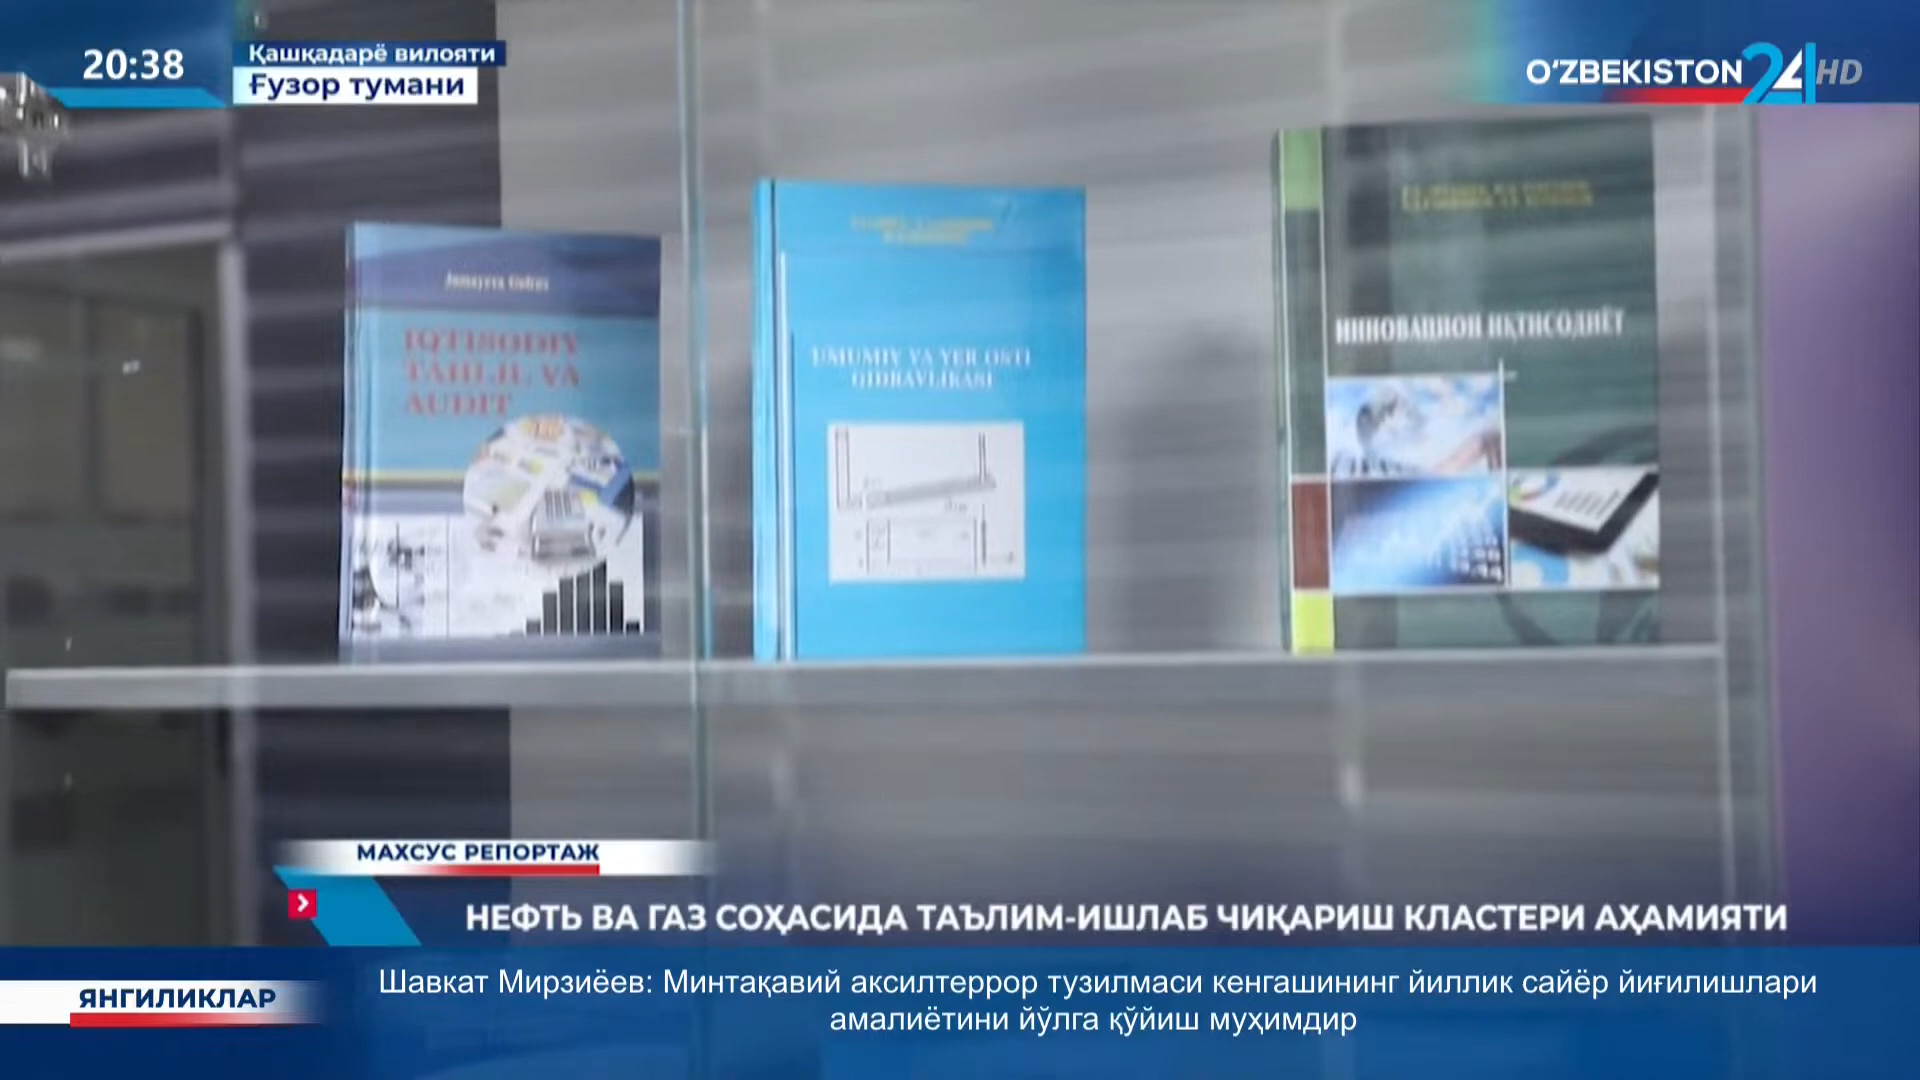 20:38
Қашқадарё вилояти
Ғузор тумани
O‘ZBEKISTON 24 HD
IQTISODIY
TAHLIL VA
AUDIT
UMUMIY VA YER OSTI
GIDRAVLIKASI
ИННОВАЦИОН ИҚТИСОДИЁТ
МАХСУС РЕПОРТАЖ
НЕФТЬ ВА ГАЗ СОҲАСИДА ТАЪЛИМ-ИШЛАБ ЧИҚАРИШ КЛАСТЕРИ АҲАМИЯТИ
ЯНГИЛИКЛАР
Шавкат Мирзиёев: Минтақавий аксилтеррор тузилмаси кенгашининг йиллик сайёр йиғилишлари
амалиётини йўлга қўйиш муҳимдир